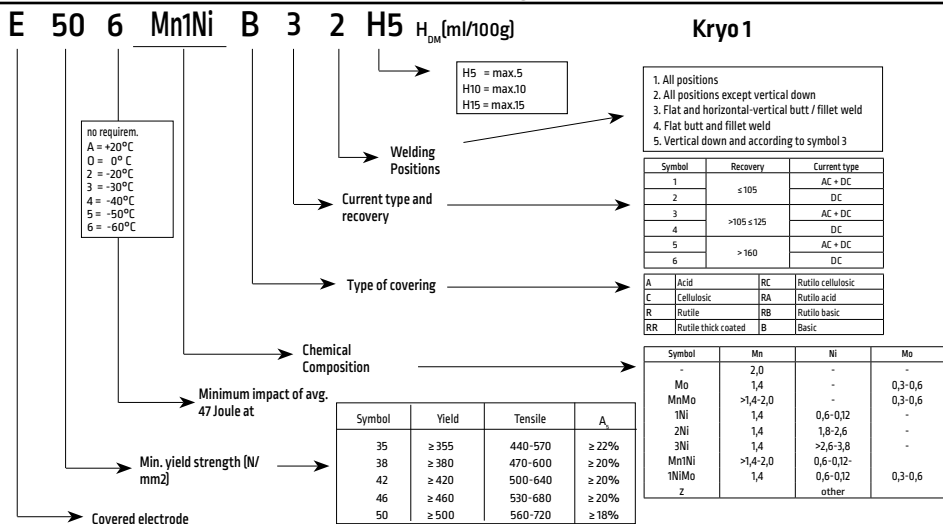 E 50 6 Mn1Ni B 3 2 H5 H_DM [ml/100g] Kryo 1
H5 = max.5
H10 = max.10
H15 = max.15
1. All positions
2. All positions except vertical down
3. Flat and horizontal-vertical butt / fillet weld
4. Flat butt and fillet weld
5. Vertical down and according to symbol 3
no requirem.
A = +20°C
0 = 0° C
2 = -20°C
3 = -30°C
4 = -40°C
5 = -50°C
6 = -60°C
Welding
Positions
Symbol Recovery Current type
1 ≤ 105 AC + DC
2 DC
3 >105 ≤ 125 AC + DC
4 DC
5 > 160 AC + DC
6 DC
Current type and
recovery
Type of covering
A Acid RC Rutilo cellulosic
C Cellulosic RA Rutilo acid
R Rutile RB Rutilo basic
RR Rutile thick coated B Basic
Chemical
Composition
Symbol Mn Ni Mo
- 2,0 - -
Mo 1,4 - 0,3-0,6
MnMo >1,4-2,0 - 0,3-0,6
1Ni 1,4 0,6-0,12 -
2Ni 1,4 1,8-2,6 -
3Ni 1,4 >2,6-3,8 -
Mn1Ni >1,4-2,0 0,6-0,12-
1NiMo 1,4 0,6-0,12 0,3-0,6
z other
Minimum impact of avg.
47 Joule at
Symbol Yield Tensile A5
35 ≥ 355 440-570 ≥ 22%
38 ≥ 380 470-600 ≥ 20%
42 ≥ 420 500-640 ≥ 20%
46 ≥ 460 530-680 ≥ 20%
50 ≥ 500 560-720 ≥ 18%
Min. yield strength (N/
mm2)
Covered electrode